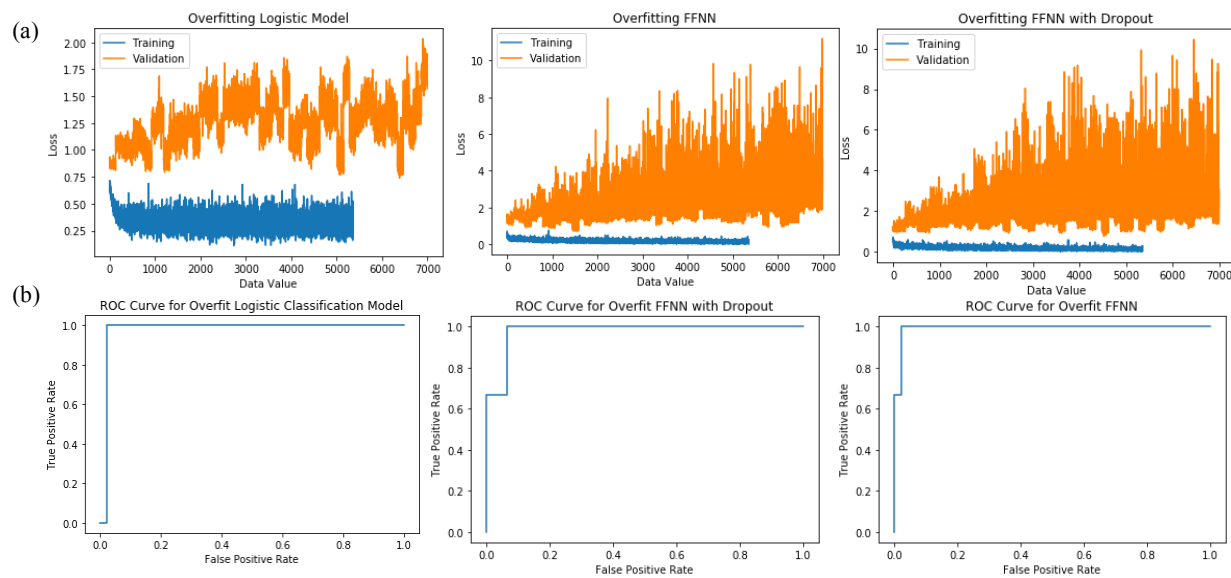 (a)
Overfitting Logistic Model
2.00
1.75
1.50
1.25
1.00
0.75
0.50
0.25
Loss
Training
Validation
0 1000 2000 3000 4000 5000 6000 7000
Data Value
Overfitting FFNN
10
8
6
4
2
0
Loss
Training
Validation
0 1000 2000 3000 4000 5000 6000 7000
Data Value
Overfitting FFNN with Dropout
10
8
6
4
2
0
Loss
Training
Validation
0 1000 2000 3000 4000 5000 6000 7000
Data Value
(b)
ROC Curve for Overfit Logistic Classification Model
1.0
0.8
0.6
0.4
0.2
0.0
True Positive Rate
0.0 0.2 0.4 0.6 0.8 1.0
False Positive Rate
ROC Curve for Overfit FFNN with Dropout
1.0
0.8
0.6
0.4
0.2
0.0
True Positive Rate
0.0 0.2 0.4 0.6 0.8 1.0
False Positive Rate
ROC Curve for Overfit FFNN
1.0
0.8
0.6
0.4
0.2
0.0
True Positive Rate
0.0 0.2 0.4 0.6 0.8 1.0
False Positive Rate